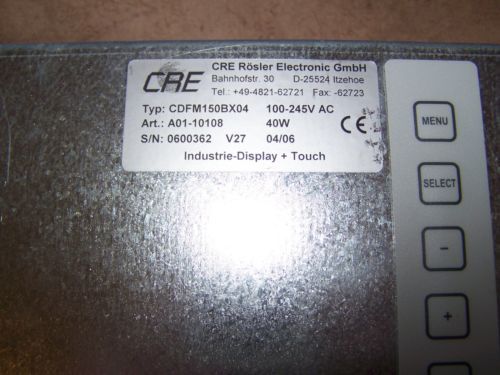 CRE
CRE Rösler Electronic GmbH
Bahnhofstr. 30 D-25524 Itzehoe
Tel.: +49-4821-62721 Fax: -62723
Typ: CDFM150BX04 100-245V AC
Art.: A01-10108 40W
S/N: 0600362 V27 04/06
CE
Industrie-Display + Touch
MENU
SELECT
-
+